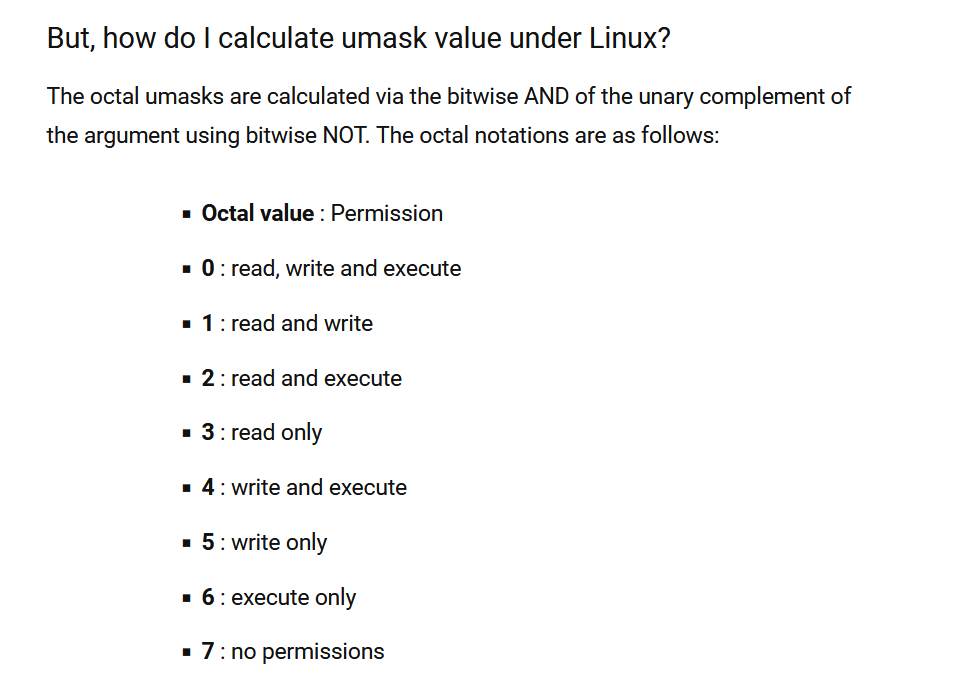 But, how do I calculate umask value under Linux?
The octal umasks are calculated via the bitwise AND of the unary complement of
the argument using bitwise NOT. The octal notations are as follows:
▪ Octal value : Permission
▪ 0 : read, write and execute
▪ 1 : read and write
▪ 2 : read and execute
▪ 3 : read only
▪ 4 : write and execute
▪ 5 : write only
▪ 6 : execute only
▪ 7 : no permissions